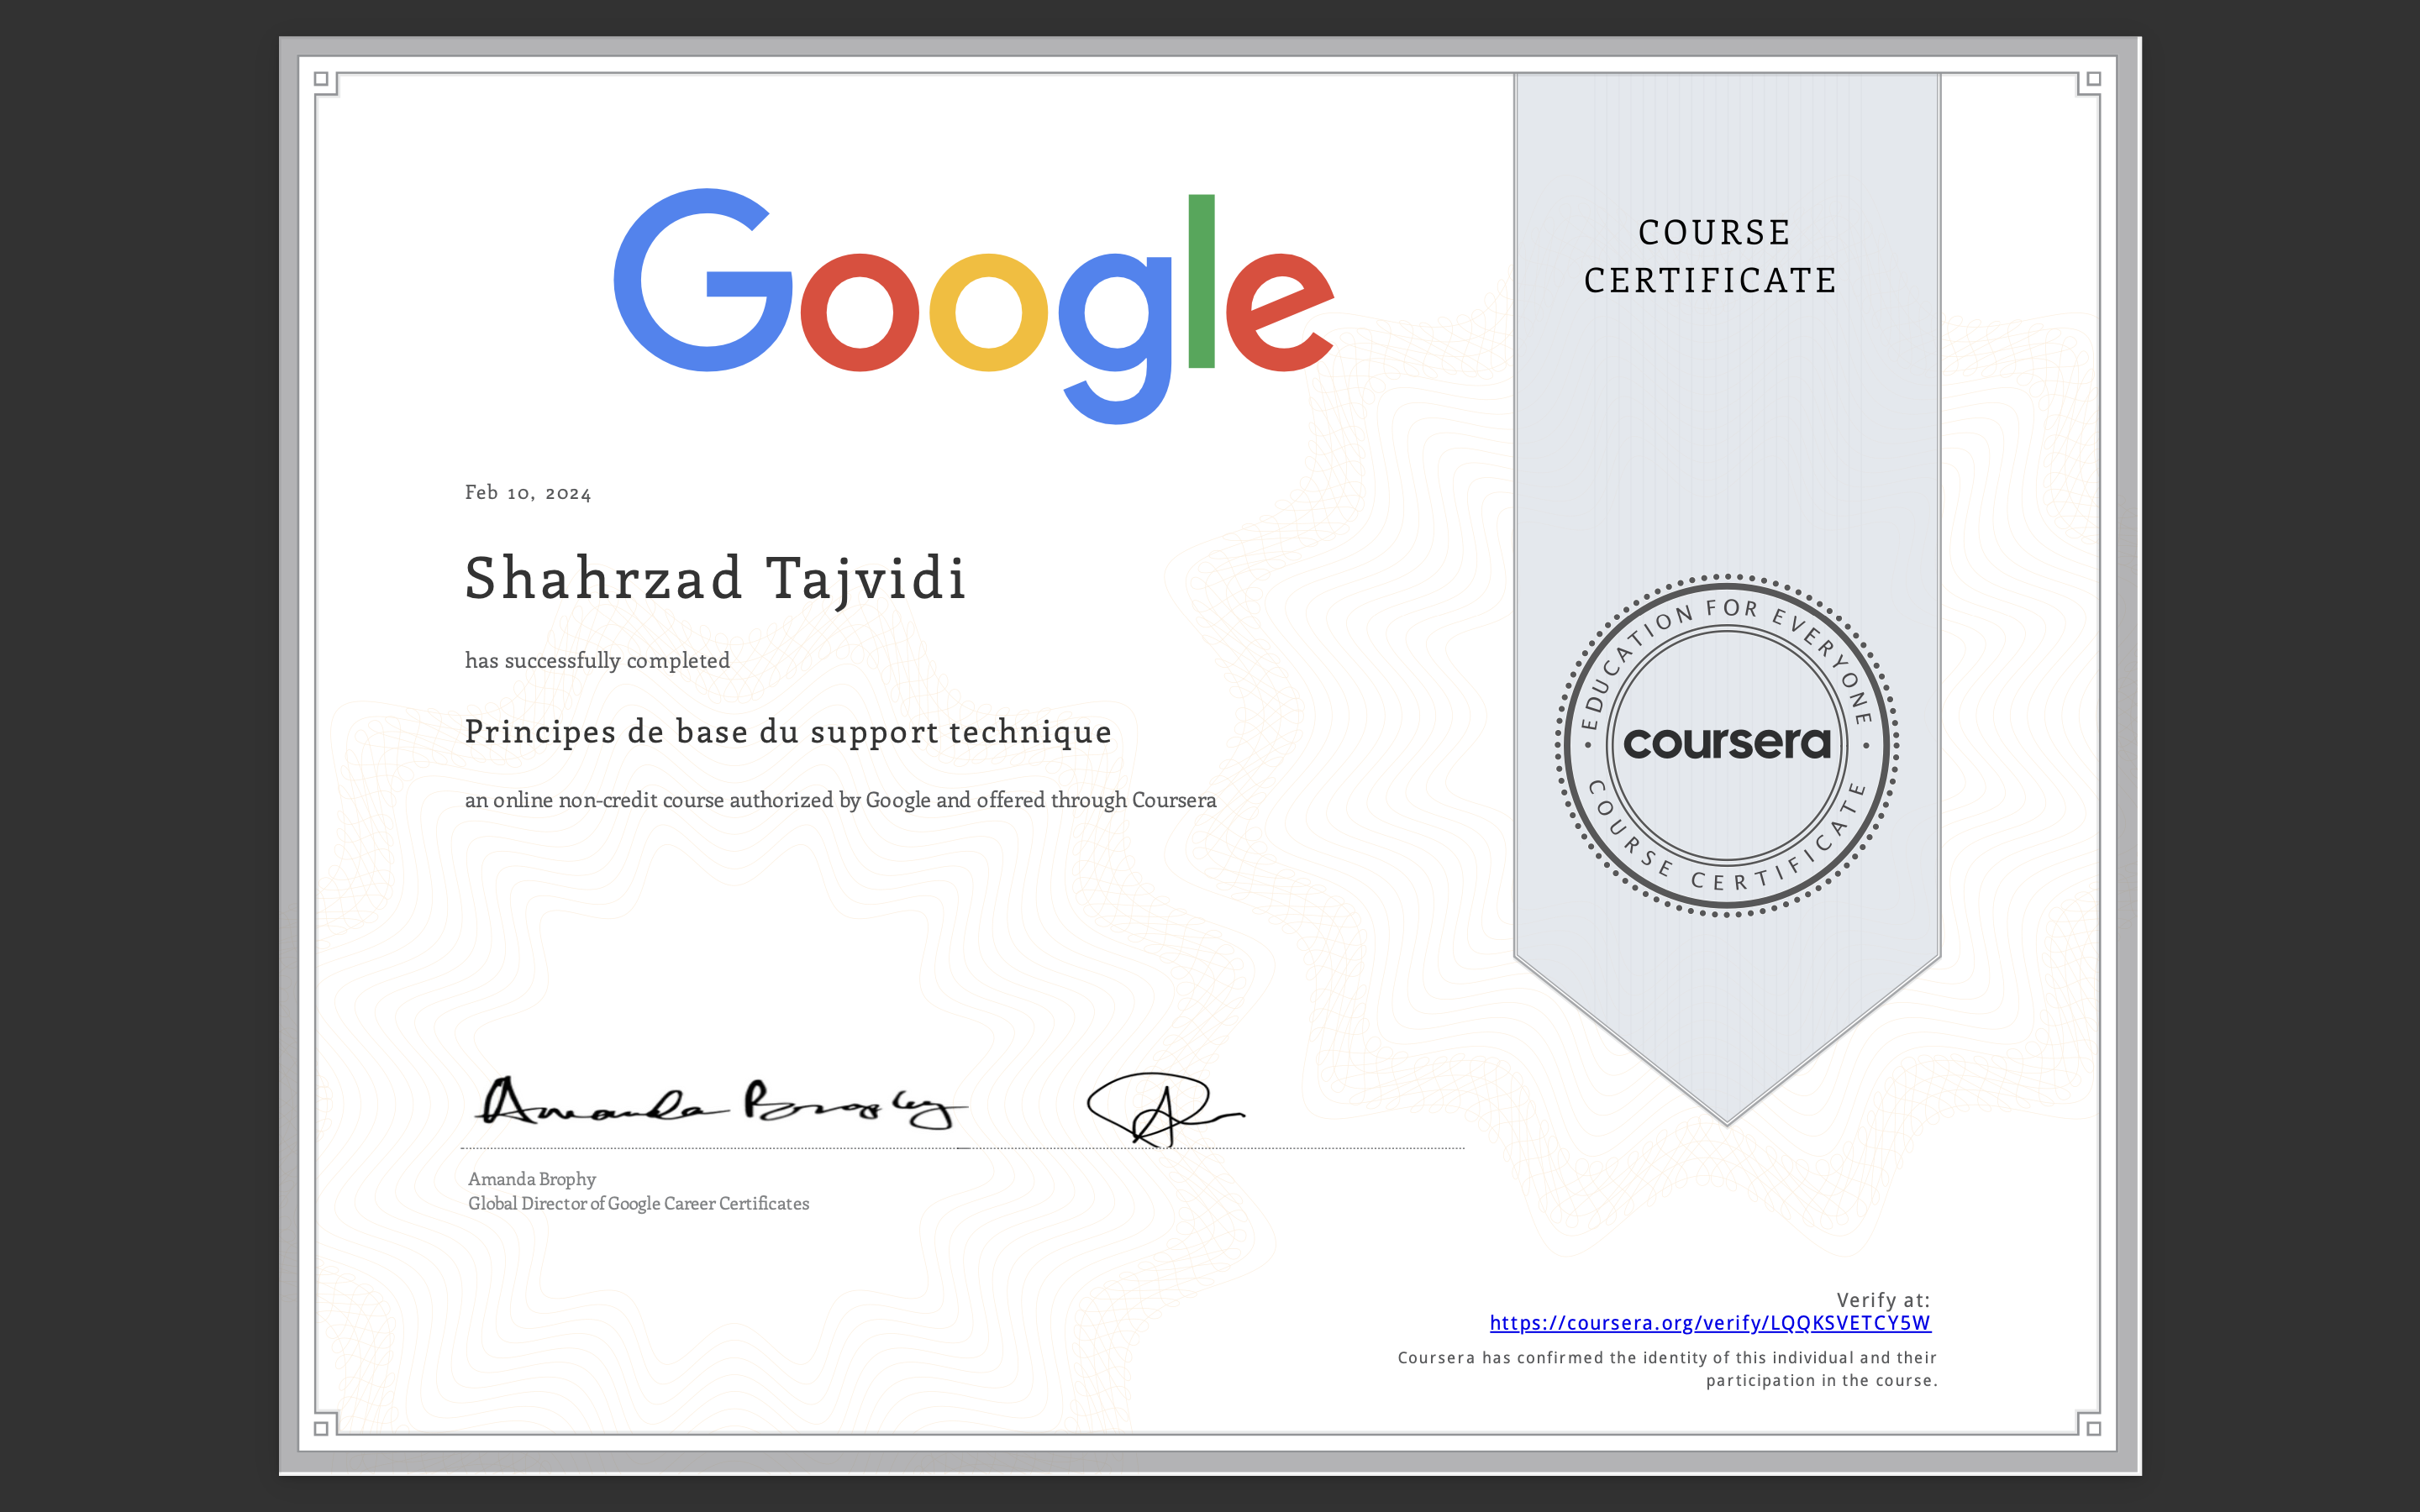 Google
COURSE
CERTIFICATE
Feb 10, 2024
Shahrzad Tajvidi
has successfully completed
Principes de base du support technique
an online non-credit course authorized by Google and offered through Coursera
EDUCATION FOR EVERYONE
coursera
COURSE CERTIFICATE
Amanda Brophy
Amanda Brophy
Global Director of Google Career Certificates
Verify at:
https://coursera.org/verify/LQQKSVETCY5W
Coursera has confirmed the identity of this individual and their
participation in the course.